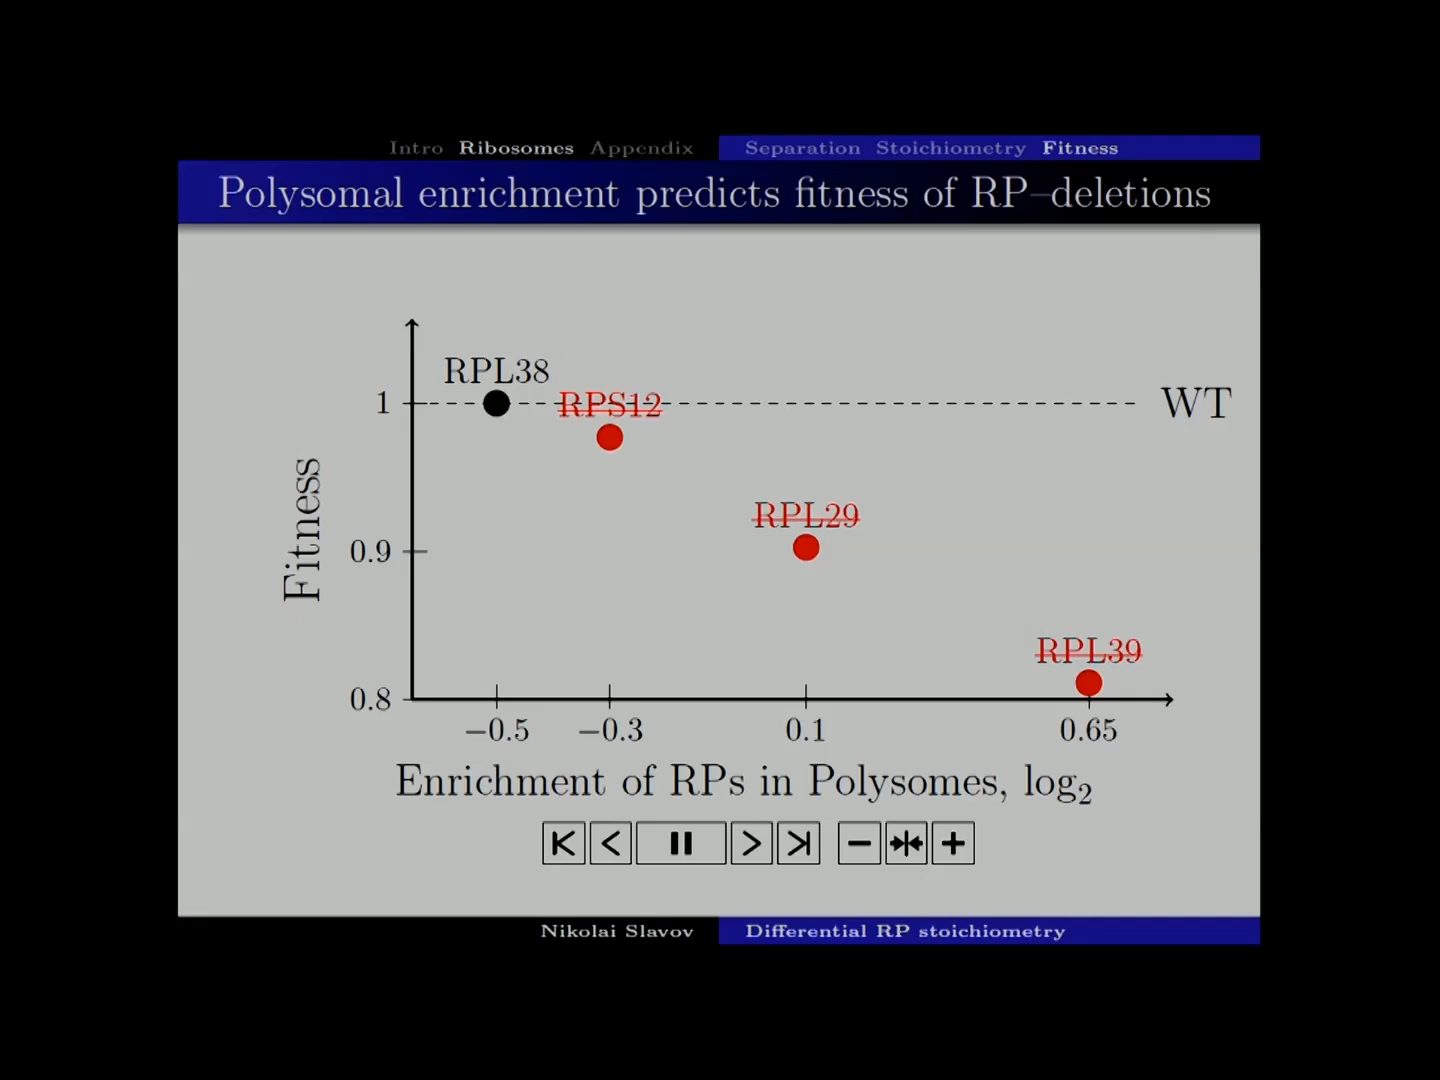 Intro Ribosomes Appendix Separation Stoichiometry Fitness
Polysomal enrichment predicts fitness of RP–deletions
RPL38
1 RPS12 WT
RPL29
Fitness
0.9
RPL39
0.8
−0.5 −0.3 0.1 0.65
Enrichment of RPs in Polysomes, log₂
Nikolai Slavov Differential RP stoichiometry